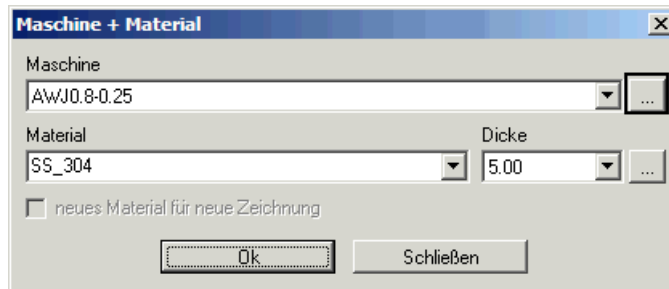 Maschine + Material
Maschine
AWJ0.8-0.25
...
Material
Dicke
SS_304
5.00
...
neues Material für neue Zeichnung
Ok
Schließen